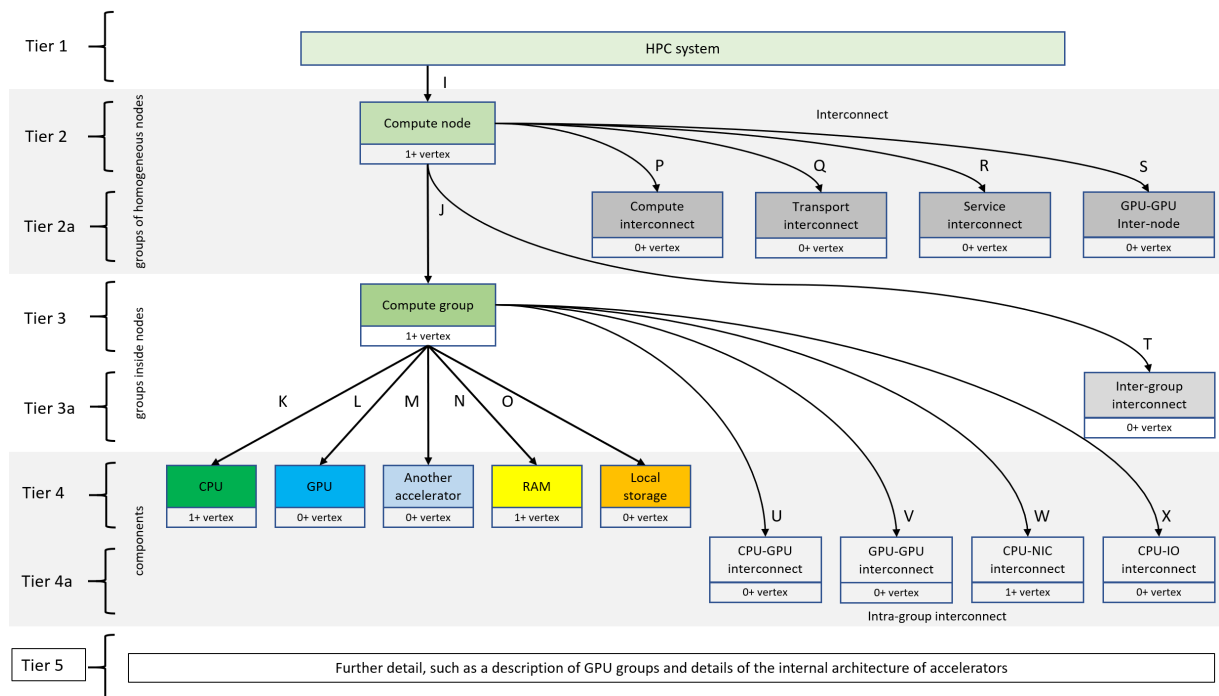 Tier 1
HPC system
I
groups of homogeneous nodes
Tier 2
Compute node
1+ vertex
Interconnect
P
Q
R
S
J
Tier 2a
Compute
interconnect
0+ vertex
Transport
interconnect
0+ vertex
Service
interconnect
0+ vertex
GPU-GPU
Inter-node
0+ vertex
groups inside nodes
Tier 3
Compute group
1+ vertex
T
Tier 3a
K
L
M
N
O
Inter-group
interconnect
0+ vertex
components
Tier 4
CPU
1+ vertex
GPU
0+ vertex
Another
accelerator
0+ vertex
RAM
1+ vertex
Local
storage
0+ vertex
U
V
W
X
Tier 4a
CPU-GPU
interconnect
0+ vertex
GPU-GPU
interconnect
0+ vertex
CPU-NIC
interconnect
1+ vertex
CPU-IO
interconnect
0+ vertex
Intra-group interconnect
Tier 5
Further detail, such as a description of GPU groups and details of the internal architecture of accelerators